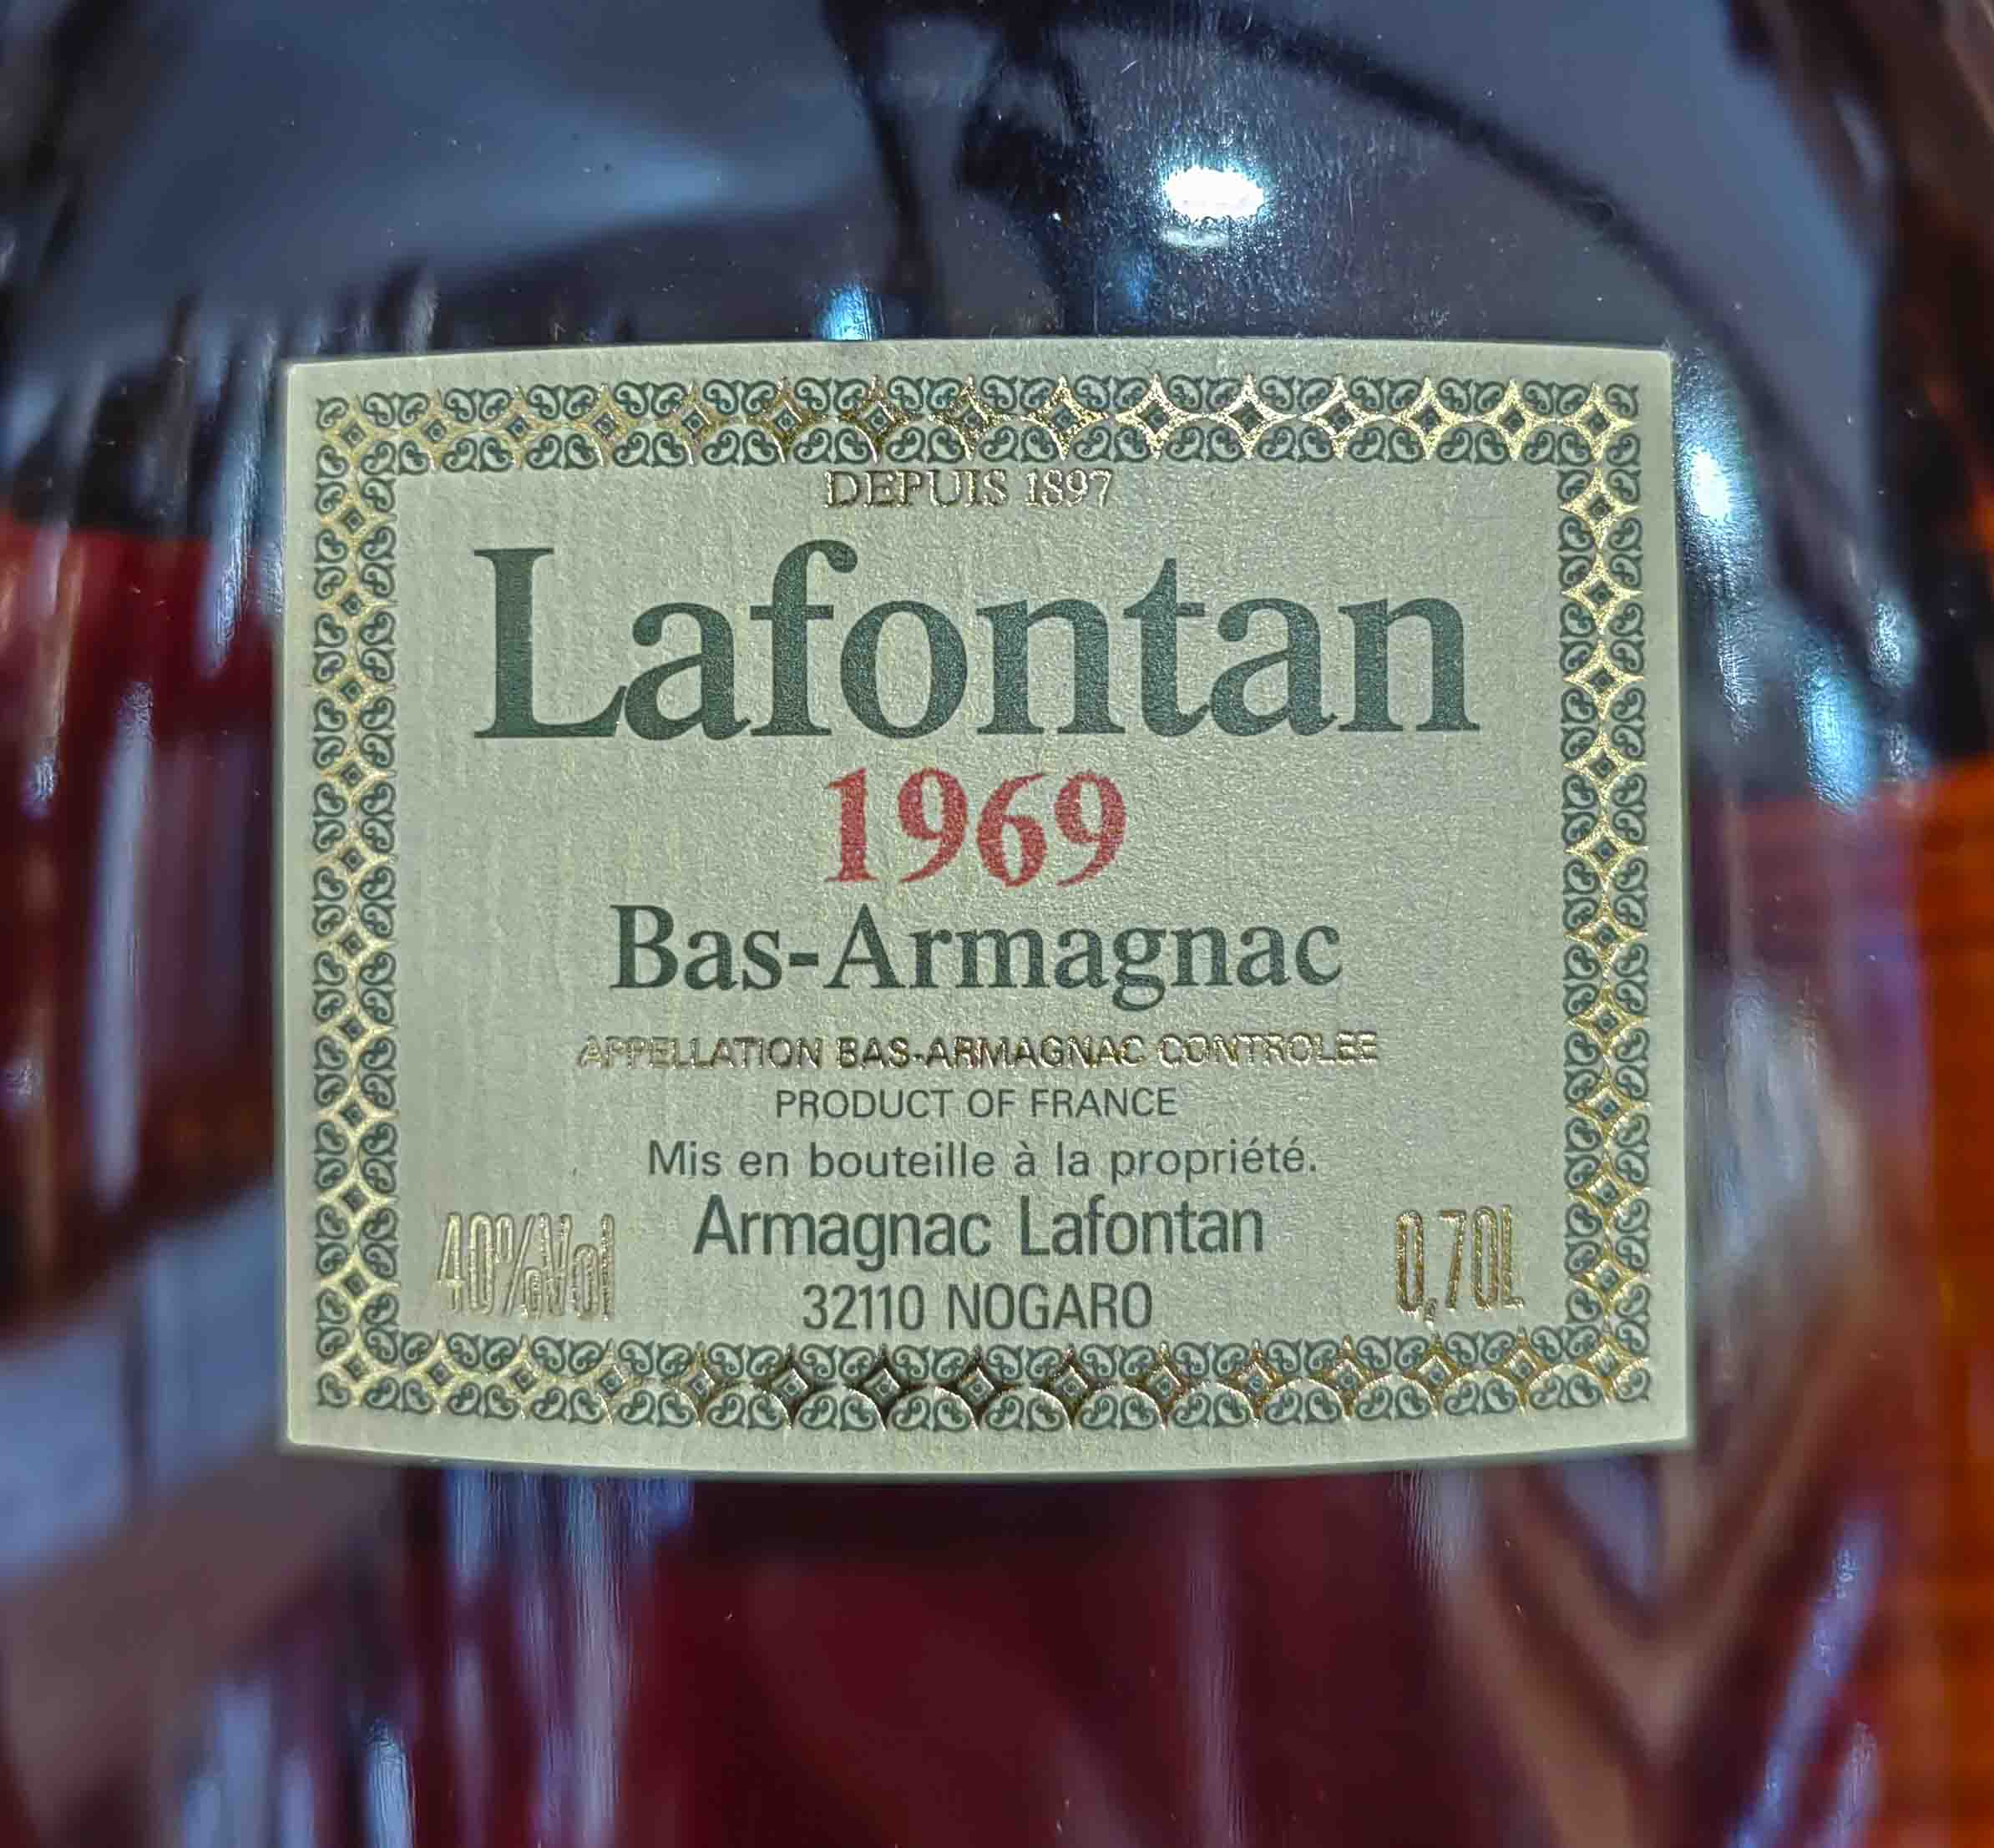 DEPUIS 1897
Lafontan
1969
Bas-Armagnac
APPELLATION BAS-ARMAGNAC CONTROLEE
PRODUCT OF FRANCE
Mis en bouteille à la propriété.
Armagnac Lafontan
40%Vol
0,70L
32110 NOGARO